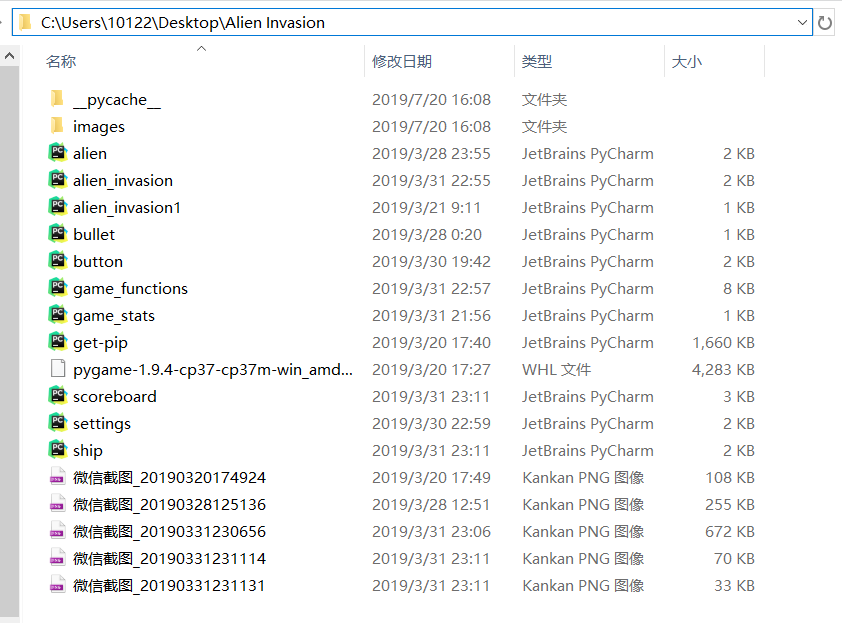 C:\Users\10122\Desktop\Alien Invasion
名称 修改日期 类型 大小
__pycache__ 2019/7/20 16:08 文件夹
images 2019/7/20 16:08 文件夹
alien 2019/3/28 23:55 JetBrains PyCharm 2 KB
alien_invasion 2019/3/31 22:55 JetBrains PyCharm 2 KB
alien_invasion1 2019/3/21 9:11 JetBrains PyCharm 1 KB
bullet 2019/3/28 0:20 JetBrains PyCharm 1 KB
button 2019/3/30 19:42 JetBrains PyCharm 2 KB
game_functions 2019/3/31 22:57 JetBrains PyCharm 8 KB
game_stats 2019/3/31 21:56 JetBrains PyCharm 1 KB
get-pip 2019/3/20 17:40 JetBrains PyCharm 1,660 KB
pygame-1.9.4-cp37-cp37m-win_amd... 2019/3/20 17:27 WHL 文件 4,283 KB
scoreboard 2019/3/31 23:11 JetBrains PyCharm 3 KB
settings 2019/3/30 22:59 JetBrains PyCharm 2 KB
ship 2019/3/31 23:11 JetBrains PyCharm 2 KB
微信截图_20190320174924 2019/3/20 17:49 Kankan PNG 图像 108 KB
微信截图_20190328125136 2019/3/28 12:51 Kankan PNG 图像 255 KB
微信截图_20190331230656 2019/3/31 23:06 Kankan PNG 图像 672 KB
微信截图_20190331231114 2019/3/31 23:11 Kankan PNG 图像 70 KB
微信截图_20190331231131 2019/3/31 23:11 Kankan PNG 图像 33 KB